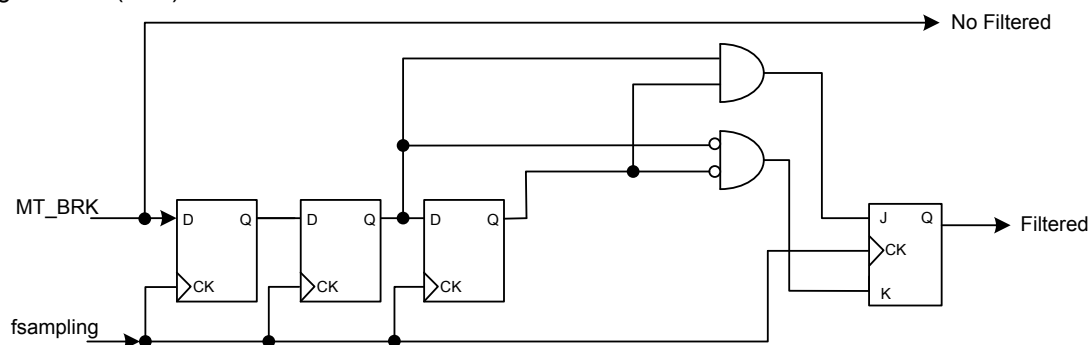 No Filtered
MT_BRK
D Q
D Q
D Q
CK
CK
CK
J Q
CK
K
Filtered
fsampling